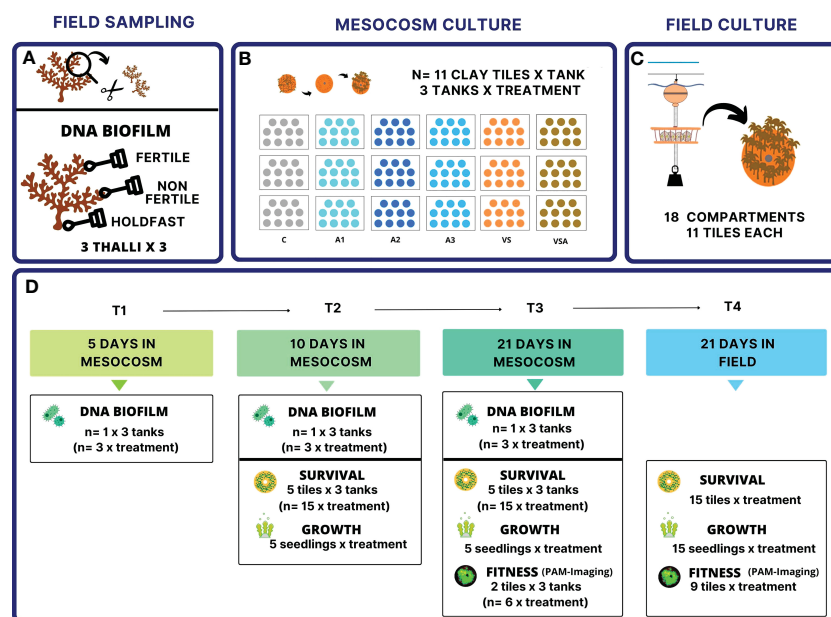 FIELD SAMPLING
MESOCOSM CULTURE
FIELD CULTURE
A
DNA BIOFILM
FERTILE
NON
FERTILE
HOLDFAST
3 THALLI X 3
B
N= 11 CLAY TILES X TANK
3 TANKS X TREATMENT
C A1 A2 A3 VS VSA
C
18 COMPARTMENTS
11 TILES EACH
D
T1 T2 T3 T4
5 DAYS IN
MESOCOSM
DNA BIOFILM
n= 1 x 3 tanks
(n= 3 x treatment)
10 DAYS IN
MESOCOSM
DNA BIOFILM
n= 1 x 3 tanks
(n= 3 x treatment)
SURVIVAL
5 tiles x 3 tanks
(n= 15 x treatment)
GROWTH
5 seedlings x treatment
21 DAYS IN
MESOCOSM
DNA BIOFILM
n= 1 x 3 tanks
(n= 3 x treatment)
SURVIVAL
5 tiles x 3 tanks
(n= 15 x treatment)
GROWTH
5 seedlings x treatment
FITNESS (PAM-Imaging)
2 tiles x 3 tanks
(n= 6 x treatment)
21 DAYS IN
FIELD
SURVIVAL
15 tiles x treatment
GROWTH
15 seedlings x treatment
FITNESS (PAM-Imaging)
9 tiles x treatment